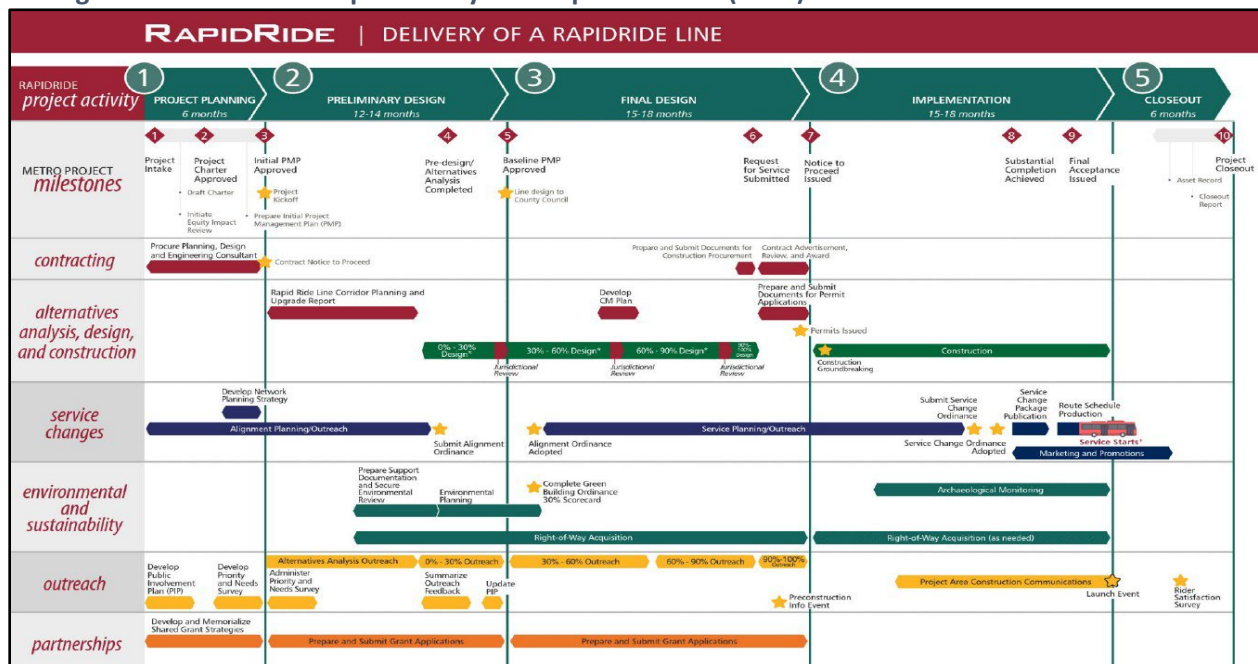 RAPIDRIDE | DELIVERY OF A RAPIDRIDE LINE
RAPIDRIDE
project activity
1
PROJECT PLANNING
6 months
2
PRELIMINARY DESIGN
12-14 months
3
FINAL DESIGN
15-18 months
4
IMPLEMENTATION
15-18 months
5
CLOSEOUT
6 months
METRO PROJECT
milestones
1
Project
Intake
2
Project
Charter
Approved
• Draft Charter
• Initiate
Equity Impact
Review
3
Initial PMP
Approved
Project
Kickoff
• Prepare Initial Project
Management Plan (PMP)
4
Pre-design/
Alternatives
Analysis
Completed
5
Baseline PMP
Approved
Line design to
County Council
6
Request
for Service
Submitted
7
Notice to
Proceed
Issued
8
Substantial
Completion
Achieved
9
Final
Acceptance
Issued
10
Project
Closeout
• Asset Record
• Closeout
Report
contracting
Procure Planning, Design
and Engineering Consultant
Contract Notice to Proceed
Prepare and Submit Documents for
Construction Procurement
Contract Advertisement,
Review, and Award
alternatives
analysis, design,
and construction
Rapid Ride Line Corridor Planning and
Upgrade Report
Develop
CM Plan
Prepare and Submit
Documents for Permit
Applications
Permits Issued
0% - 30%
Design*
30% - 60% Design*
60% - 90% Design*
90%-
100%
Design
Jurisdictional
Review
Jurisdictional
Review
Jurisdictional
Review
Construction
Construction
Groundbreaking
service
changes
Develop Network
Planning Strategy
Alignment Planning/Outreach
Submit Alignment
Ordinance
Alignment Ordinance
Adopted
Service Planning/Outreach
Submit Service
Change
Ordinance
Service Change Ordinance
Adopted
Service
Change
Package
Publication
Route Schedule
Production
Service Starts*
Marketing and Promotions
environmental
and
sustainability
Prepare Support
Documentation
and Secure
Environmental
Review
Environmental
Planning
Complete Green
Building Ordinance
30% Scorecard
Archaeological Monitoring
Right-of-Way Acquisition
Right-of-Way Acquisition (as needed)
outreach
Develop
Public
Involvement
Plan (PIP)
Develop
Priority
and Needs
Survey
Alternatives Analysis Outreach
Administer
Priority and
Needs Survey
0% - 30% Outreach
Summarize
Outreach
Feedback
Update
PIP
30% - 60% Outreach
60% - 90% Outreach
90%-100%
Outreach
Preconstruction
Info Event
Project Area Construction Communications
Launch Event
Rider
Satisfaction
Survey
partnerships
Develop and Memorialize
Shared Grant Strategies
Prepare and Submit Grant Applications
Prepare and Submit Grant Applications